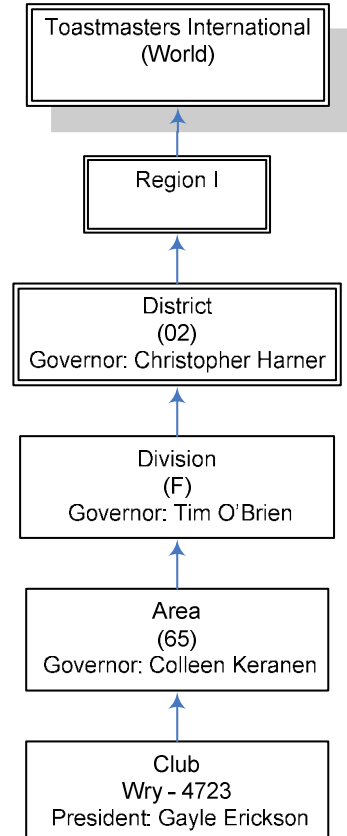 Toastmasters International
(World)
Region I
District
(02)
Governor: Christopher Harner
Division
(F)
Governor: Tim O'Brien
Area
(65)
Governor: Colleen Keranen
Club
Wry - 4723
President: Gayle Erickson